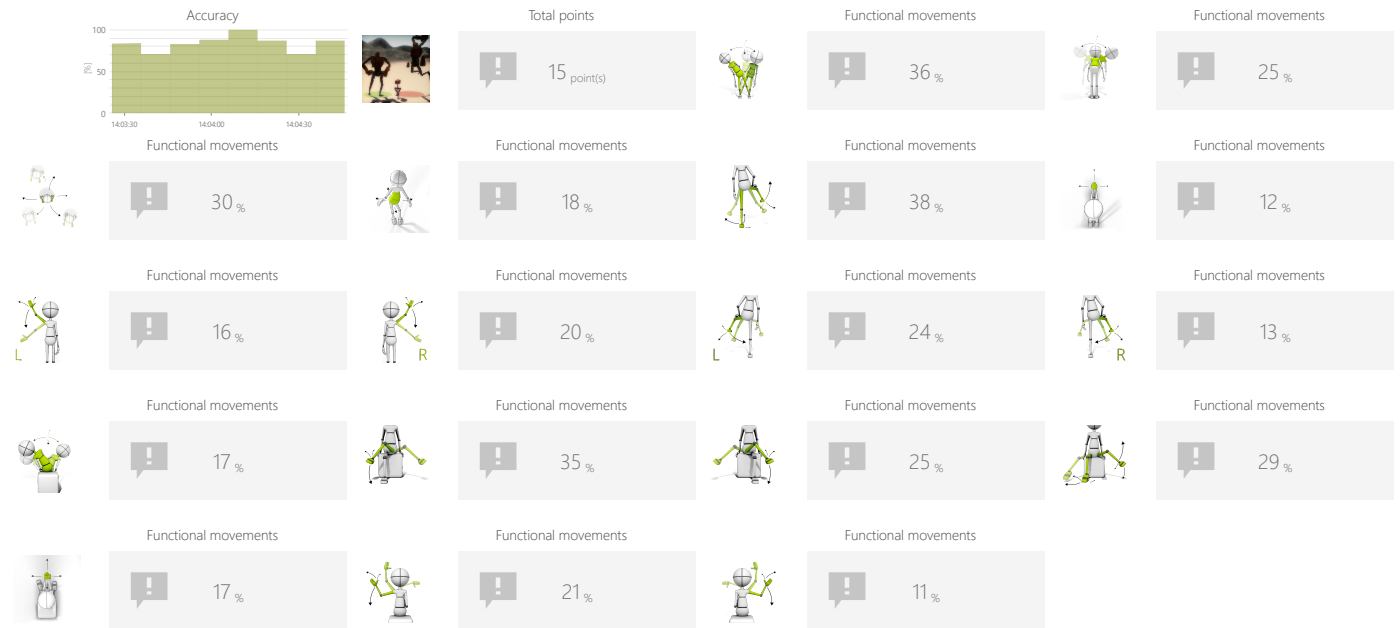 Accuracy
100
50
0
[%]
14:03:30 14:04:00 14:04:30
Total points
15 point(s)
Functional movements
36 %
Functional movements
25 %
Functional movements
30 %
Functional movements
18 %
Functional movements
38 %
Functional movements
12 %
Functional movements
L
16 %
Functional movements
R
20 %
Functional movements
L
24 %
Functional movements
R
13 %
Functional movements
17 %
Functional movements
35 %
Functional movements
25 %
Functional movements
29 %
Functional movements
17 %
Functional movements
21 %
Functional movements
11 %